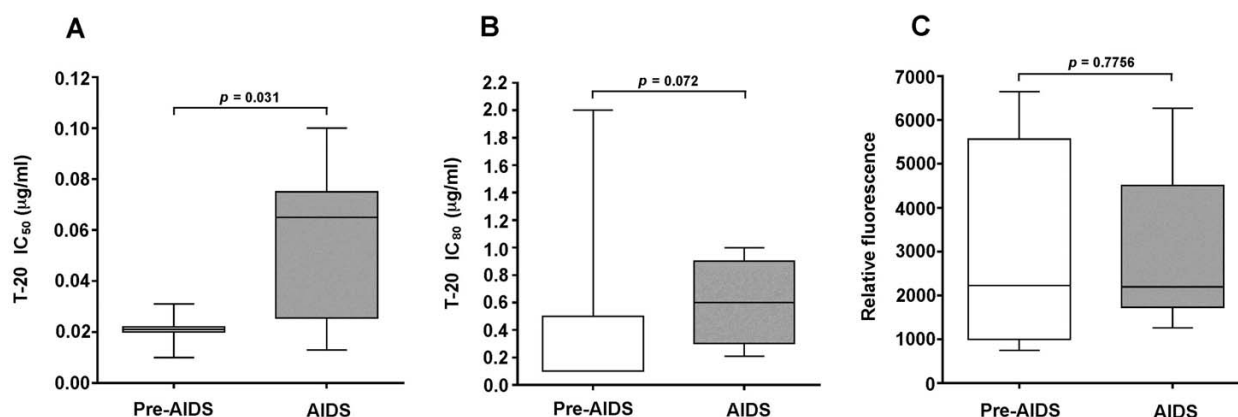 A
T-20 IC50 (μg/ml)
0.12
0.10
0.08
0.06
0.04
0.02
0.00
p = 0.031
Pre-AIDS
AIDS
B
T-20 IC80 (μg/ml)
2.2
2.0
1.8
1.6
1.4
1.2
1.0
0.8
0.6
0.4
0.2
0.0
p = 0.072
Pre-AIDS
AIDS
C
Relative fluorescence
7000
6000
5000
4000
3000
2000
1000
0
p = 0.7756
Pre-AIDS
AIDS